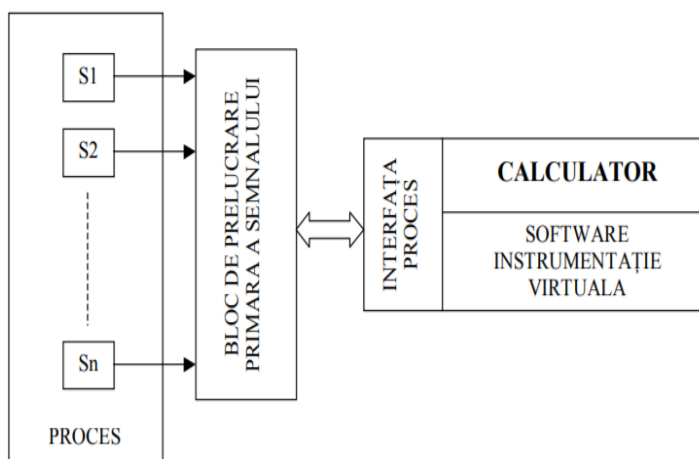 S1
S2
Sn
PROCES
BLOC DE PRELUCRARE
PRIMARA A SEMNALULUI
INTERFAȚA
PROCES
CALCULATOR
SOFTWARE
INSTRUMENTAȚIE
VIRTUALA